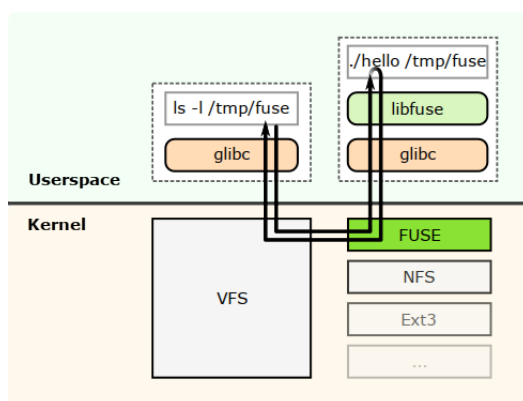 ./hello /tmp/fuse
ls -l /tmp/fuse
libfuse
glibc
glibc
Userspace
Kernel
FUSE
VFS
NFS
Ext3
...